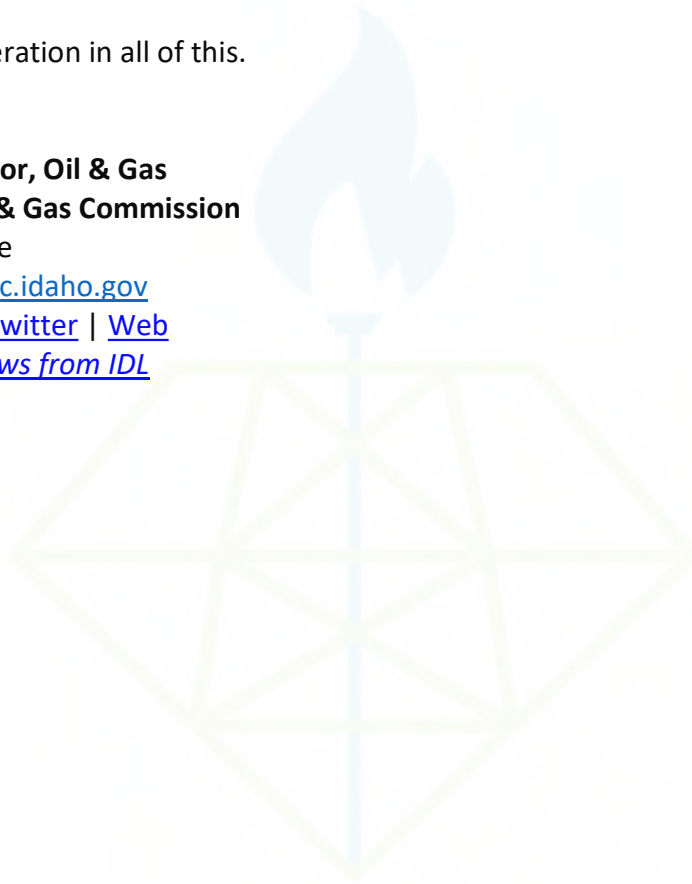 eration in all of this.
or, Oil & Gas
& Gas Commission
e
c.idaho.gov
witter | Web
ws from IDL